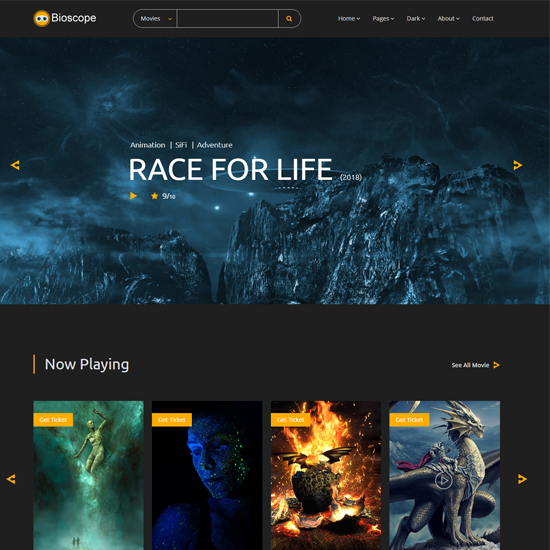 Bioscope
Movies
Home
Pages
Dark
About
Contact
Animation | SiFi | Adventure
RACE FOR LIFE (2018)
9/10
Now Playing
See All Movie
Get Ticket
Get Ticket
Get Ticket
Get Ticket